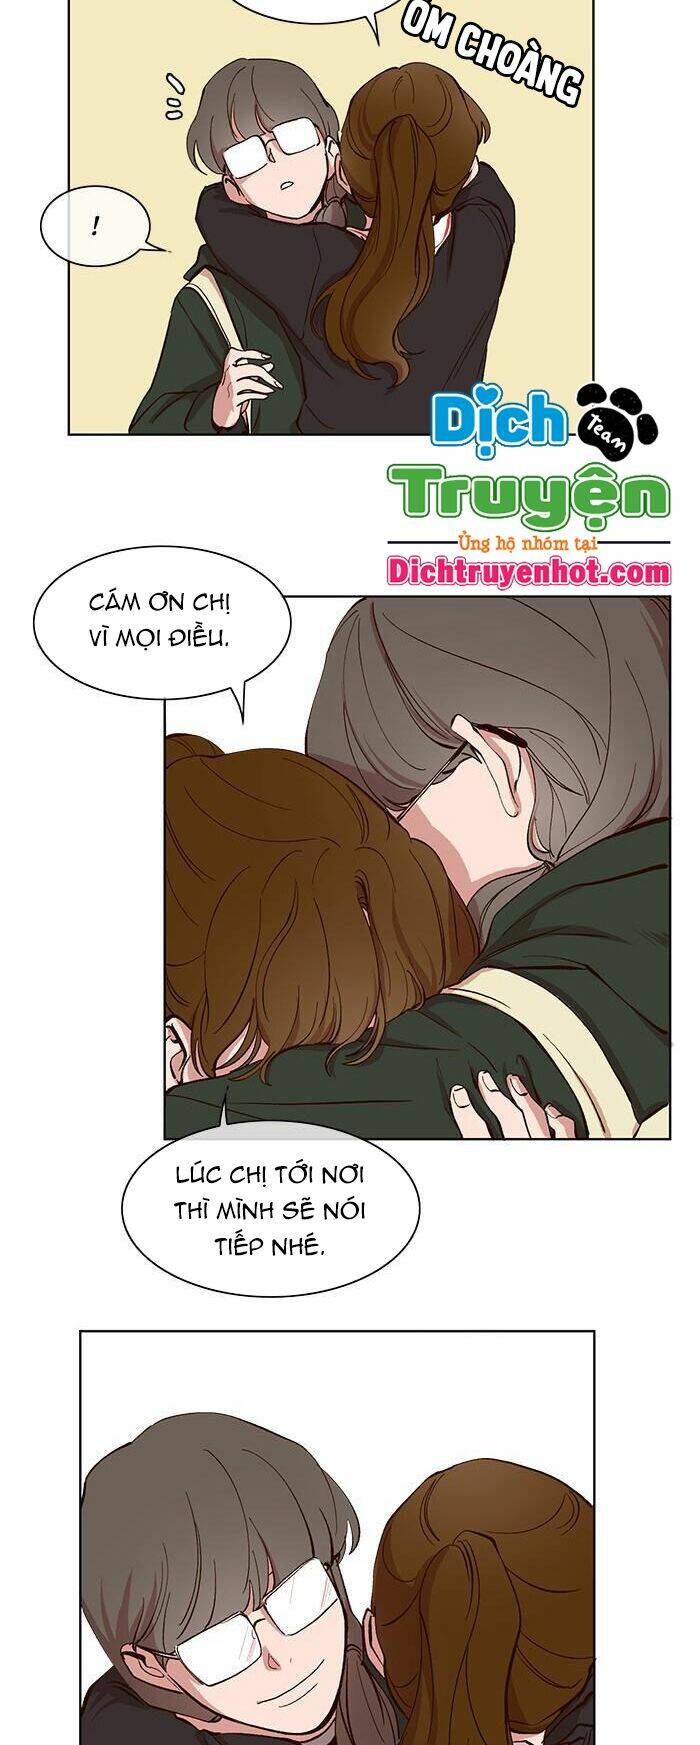 ÔM CHOÀNG
!
Dịch
team
Truyện
Ủng hộ nhóm tại
Dichtruyenhot.com
CẢM ƠN CHỊ
VÌ MỌI ĐIỀU.
LÚC CHỊ TỚI NƠI
THÌ MÌNH SẼ NÓI
TIẾP NHÉ.